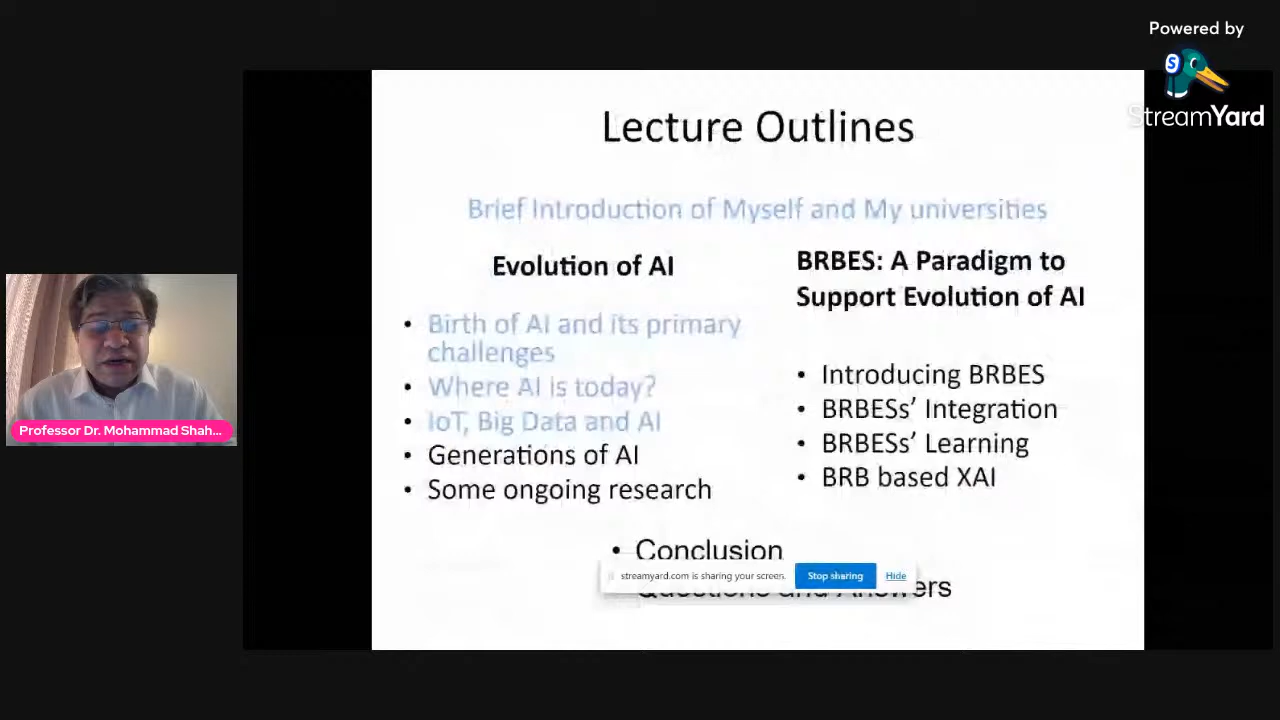 Powered by
StreamYard
Lecture Outlines
Brief Introduction of Myself and My universities
Evolution of AI
• Birth of AI and its primary
challenges
• Where AI is today?
• IoT, Big Data and AI
• Generations of AI
• Some ongoing research
BRBES: A Paradigm to
Support Evolution of AI
• Introducing BRBES
• BRBESs' Integration
• BRBESs' Learning
• BRB based XAI
• Conclusion
streamyard.com is sharing your screen. Stop sharing Hide
Questions and Answers
Professor Dr. Mohammad Shah...